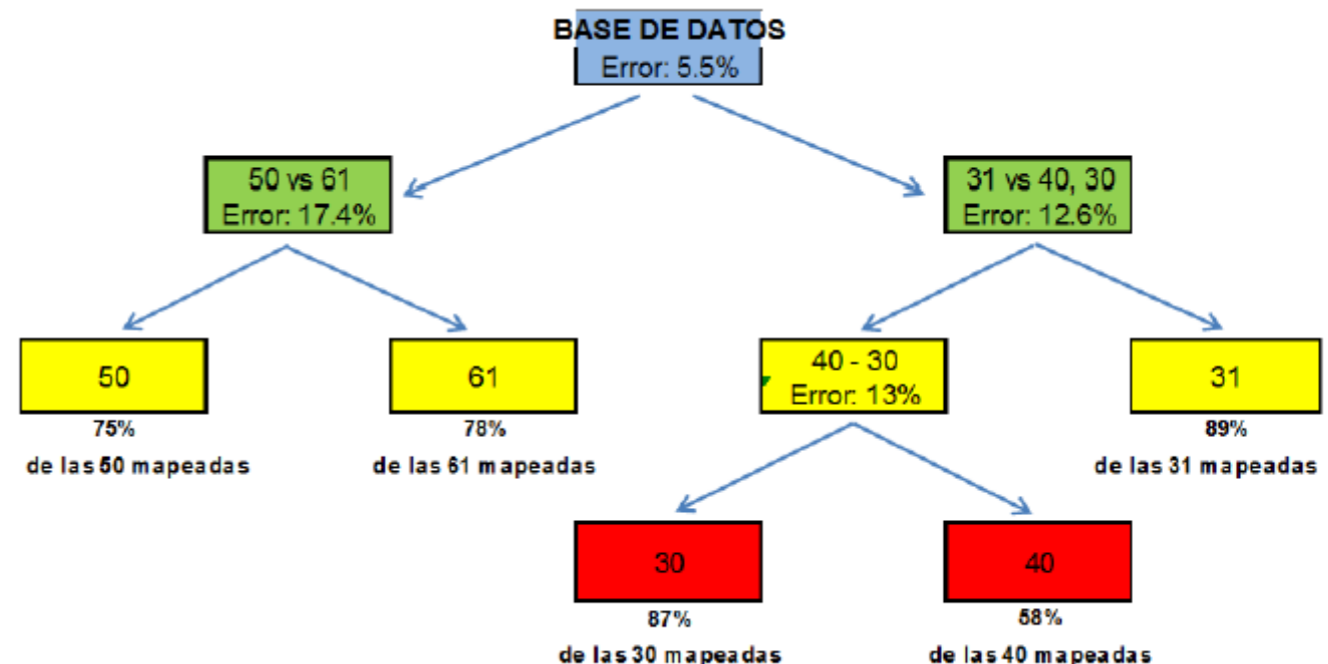 BASE DE DATOS
Error: 5.5%
50 vs 61
Error: 17.4%
31 vs 40, 30
Error: 12.6%
50
75%
de las 50 mapeadas
61
78%
de las 61 mapeadas
40 - 30
Error: 13%
31
89%
de las 31 mapeadas
30
87%
de las 30 mapeadas
40
58%
de las 40 mapeadas